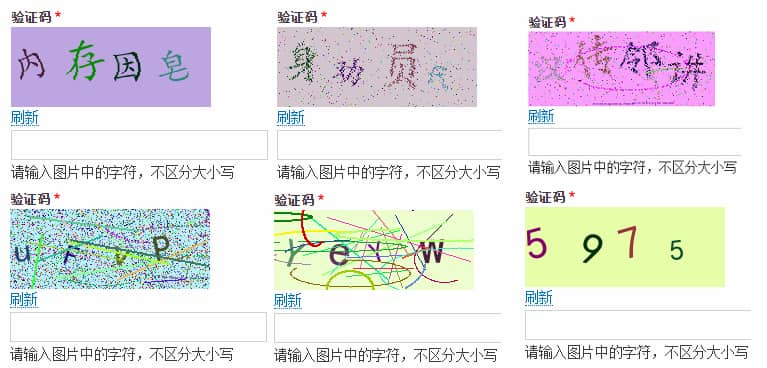 验证码 *
内存因皂
刷新
请输入图片中的字符，不区分大小写
验证码 *
身 员
刷新
请输入图片中的字符，不区分大小写
验证码 *
邻讲
刷新
请输入图片中的字符，不区分大小写
验证码 *
u F v P
刷新
请输入图片中的字符，不区分大小写
验证码 *
Y e x W
刷新
请输入图片中的字符，不区分大小写
验证码 *
5 9 7 5
刷新
请输入图片中的字符，不区分大小写